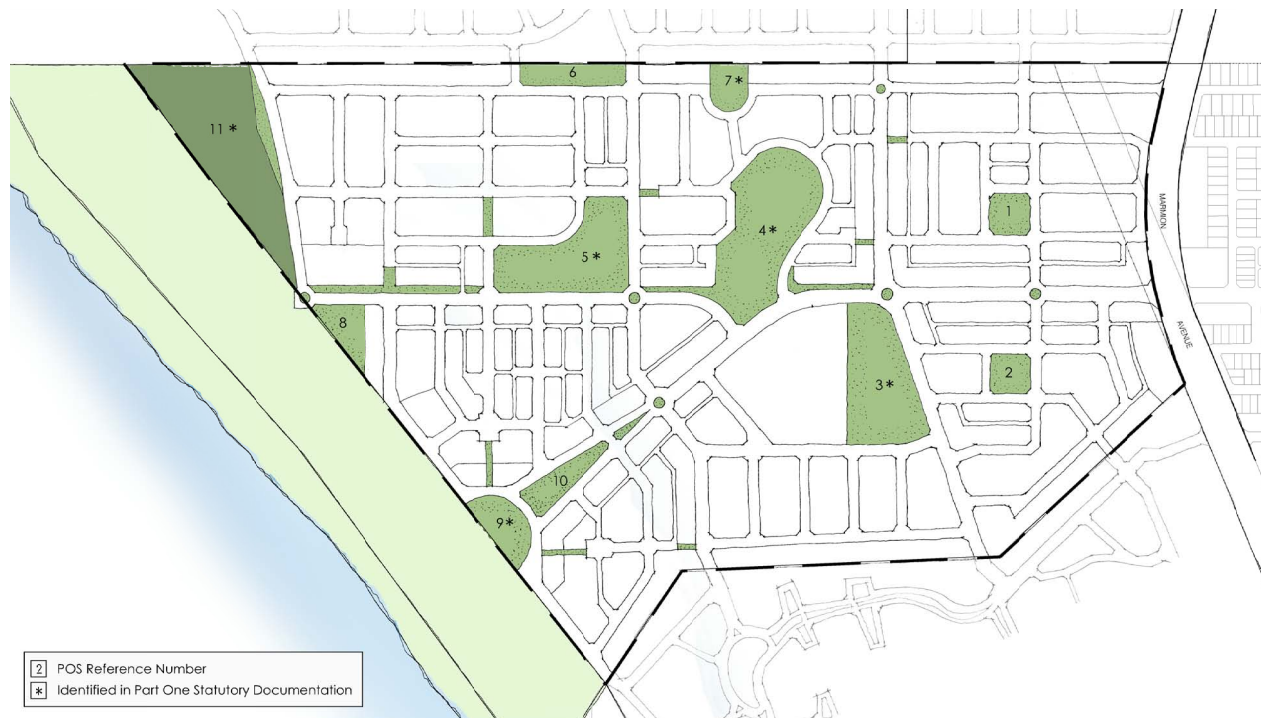 6
7 *
11 *
1
4 *
5 *
MARMION
AVENUE
8
2
3 *
10
9 *
2 POS Reference Number
* Identified in Part One Statutory Documentation